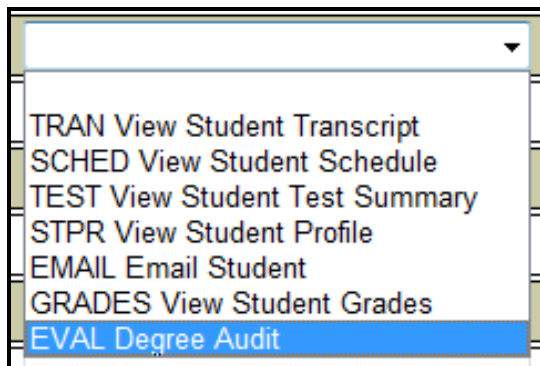 TRAN View Student Transcript
SCHED View Student Schedule
TEST View Student Test Summary
STPR View Student Profile
EMAIL Email Student
GRADES View Student Grades
EVAL Degree Audit